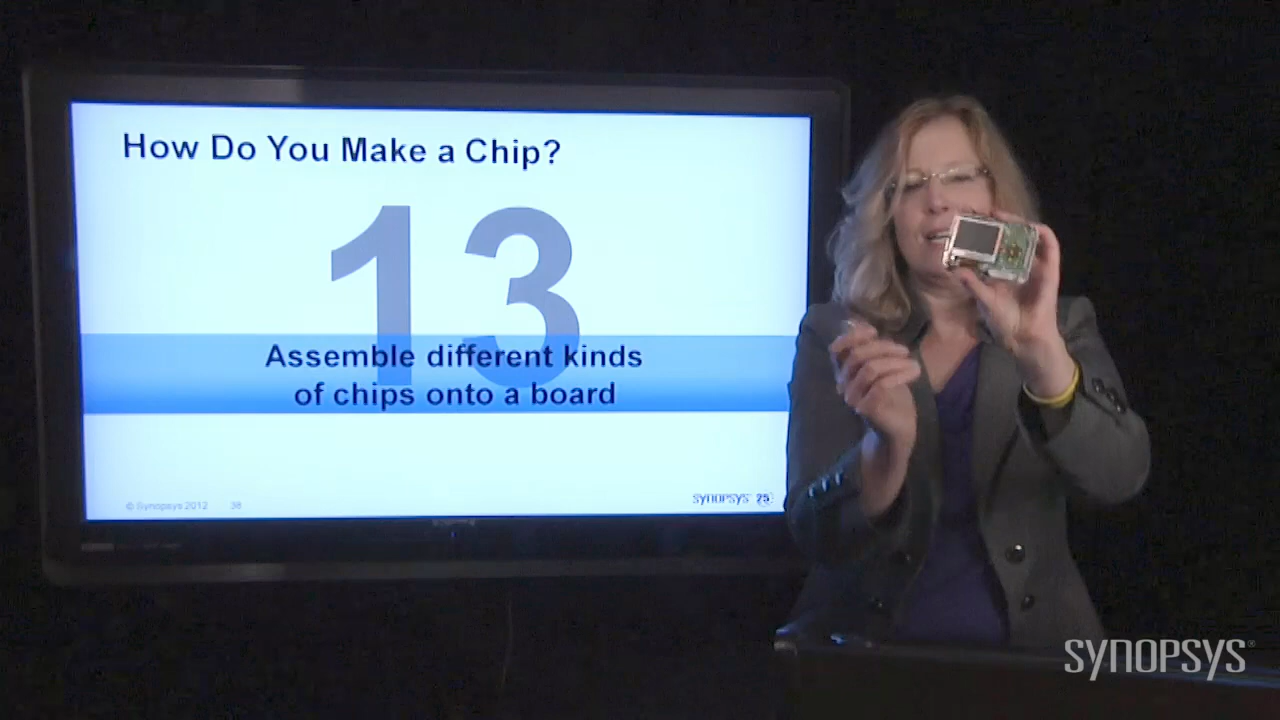 How Do You Make a Chip?
13
Assemble different kinds
of chips onto a board
© Synopsys 2012 38
SYNOPSYS 25
SYNOPSYS®